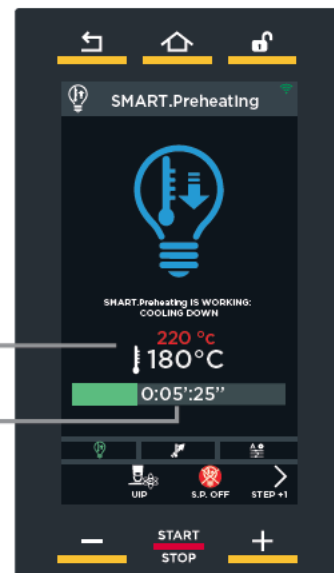 SMART.Preheating
SMART.Preheating IS WORKING:
COOLING DOWN
220 °c
180°C
0:05':25”
UIP
S.P. OFF
STEP +1
START
STOP